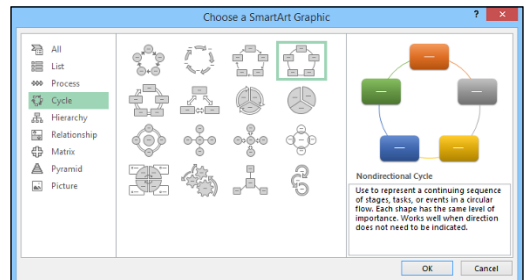 Choose a SmartArt Graphic
?
All
List
Process
Cycle
Hierarchy
Relationship
Matrix
Pyramid
Picture
Nondirectional Cycle
Use to represent a continuing sequence
of stages, tasks, or events in a circular
flow. Each shape has the same level of
importance. Works well when direction
does not need to be indicated.
OK
Cancel